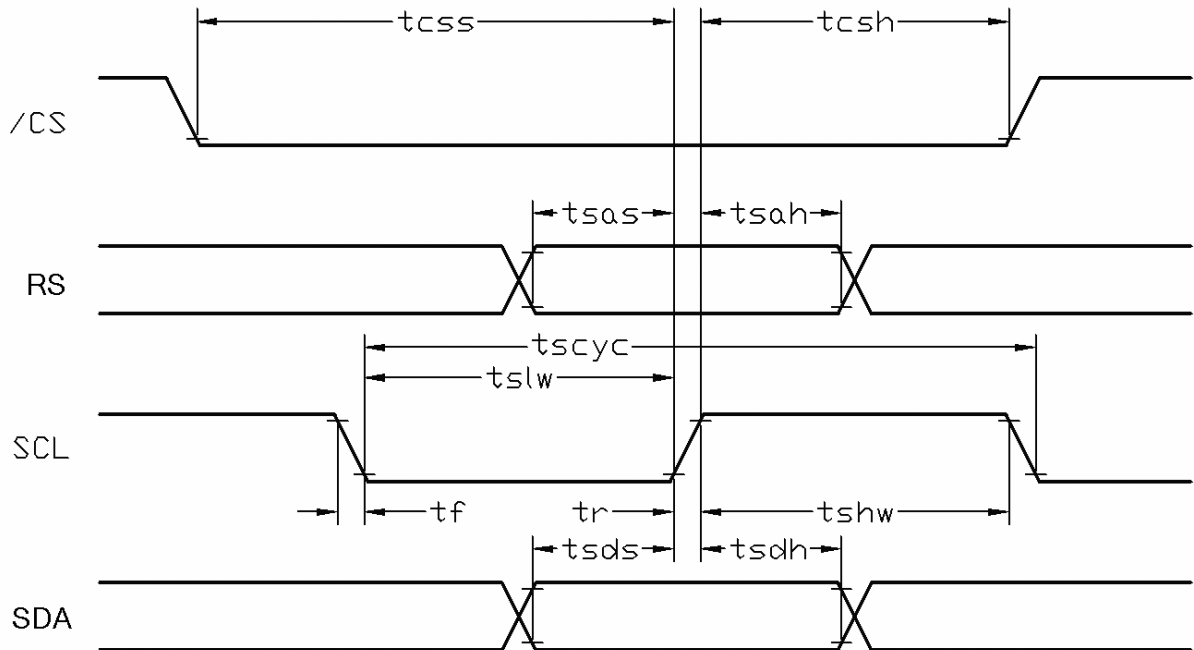 tcss tcsh
/CS
tsas tsah
RS
tscyc
tslw
SCL
tf tr tshw
tsds tsdh
SDA